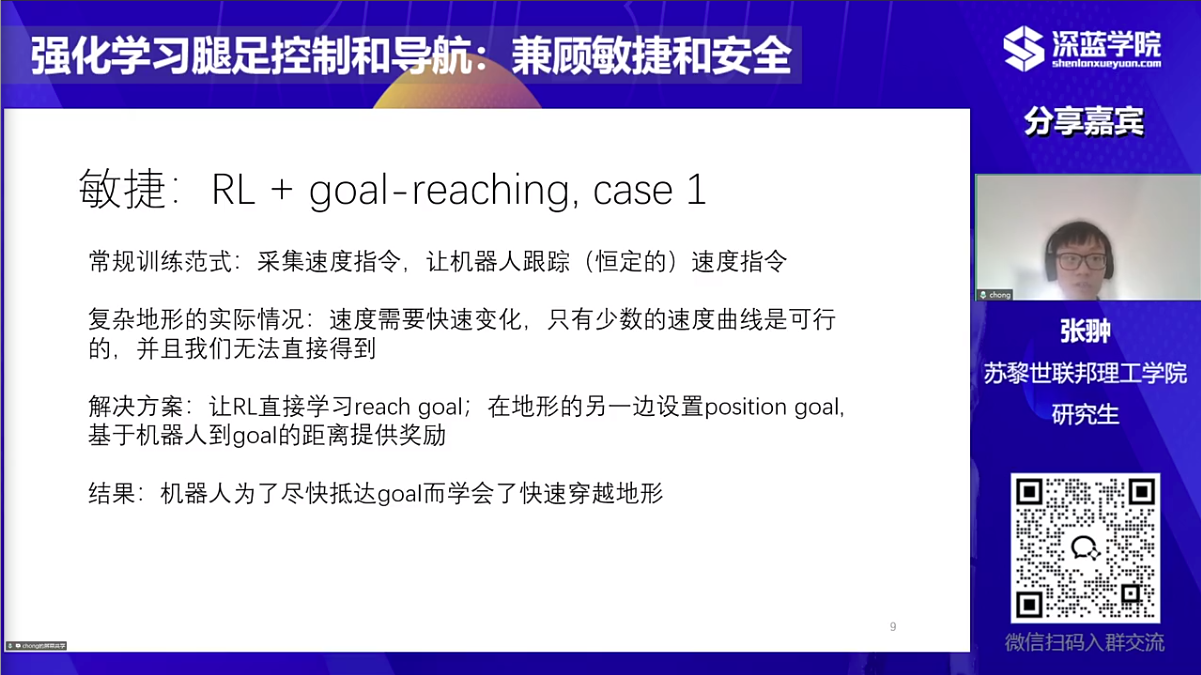 强化学习腿足控制和导航：兼顾敏捷和安全
深蓝学院
shenlanxueyuan.com
分享嘉宾
敏捷：RL + goal-reaching, case 1
常规训练范式：采集速度指令，让机器人跟踪（恒定的）速度指令
复杂地形的实际情况：速度需要快速变化，只有少数的速度曲线是可行
的，并且我们无法直接得到
解决方案：让RL直接学习reach goal；在地形的另一边设置position goal,
基于机器人到goal的距离提供奖励
结果：机器人为了尽快抵达goal而学会了快速穿越地形
9
chong的屏幕共享
chong
张翀
苏黎世联邦理工学院
研究生
微信扫码入群交流